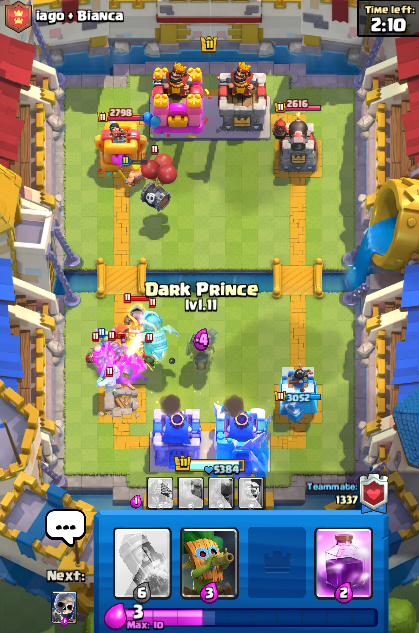 iago + Bianca
Time left:
2:10
2798
2616
DARK PRINCE
lvl.11
-4
3052
5384
Teammate:
1337
...
6
3
2
Next:
3
Max: 10